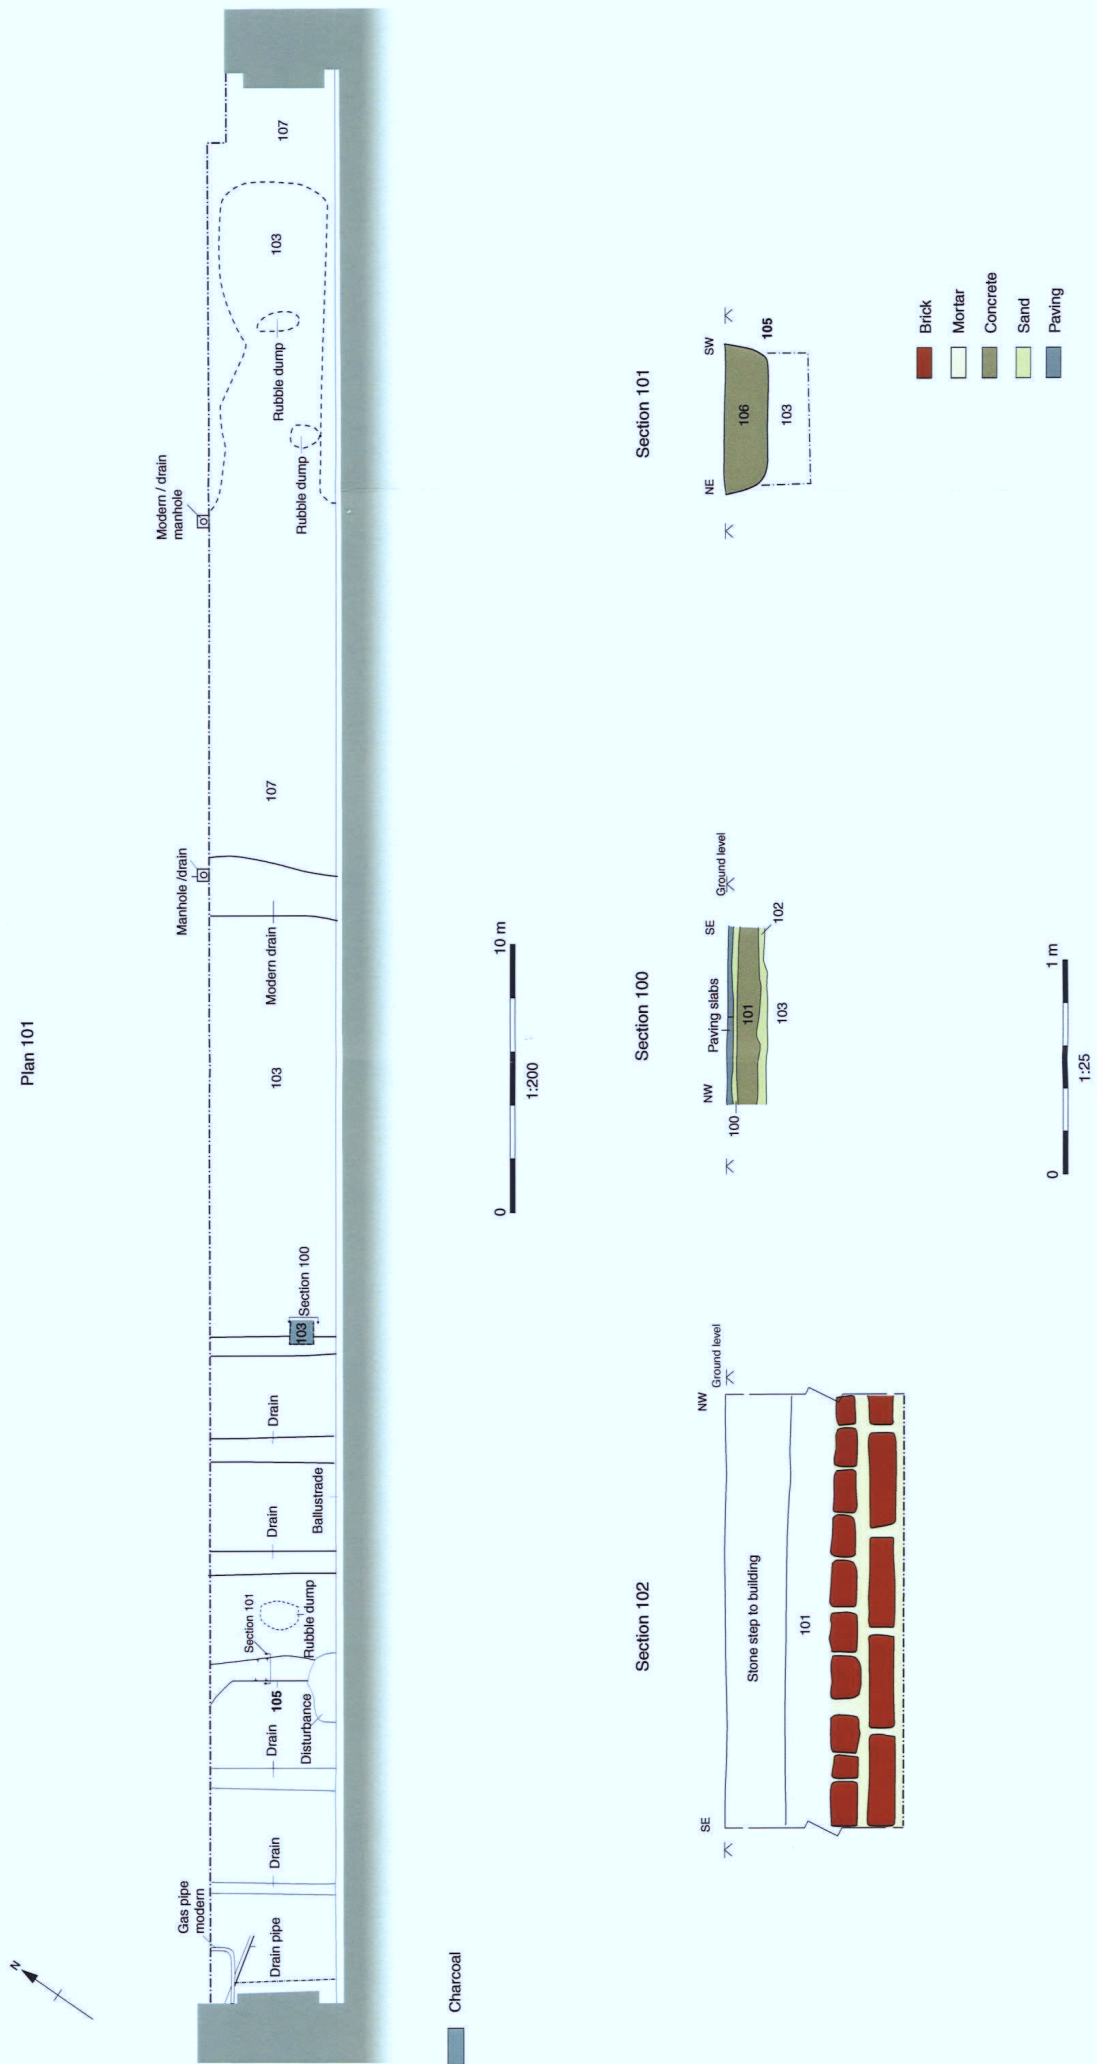 Plan 101
N
Gas pipe
modern
Drain pipe
Drain
Drain
105
Disturbance
Section 101
Rubble dump
Drain
Ballustrade
Drain
103
Section 100
103
Modern drain
Manhole /drain
107
Modern / drain
manhole
Rubble dump
Rubble dump
103
107
Charcoal
0
10 m
1:200
Section 102
SE
NW
Ground level
Stone step to building
101
Section 100
NW
SE
Ground level
Paving slabs
100
101
102
103
Section 101
NE
SW
106
105
103
0
1 m
1:25
Brick
Mortar
Concrete
Sand
Paving